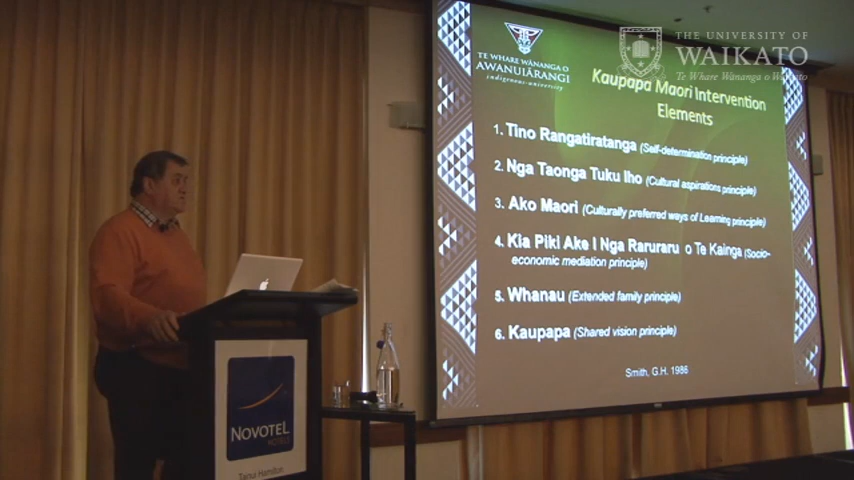 THE UNIVERSITY OF
WAIKATO
Te Whare Wānanga o Waikato
TE WHARE WĀNANGA O
AWANUIĀRANGI
indigenous-university
Kaupapa Maori Intervention
Elements
1. Tino Rangatiratanga (Self-determination principle)
2. Nga Taonga Tuku Iho (Cultural aspirations principle)
3. Ako Maori (Culturally preferred ways of Learning principle)
4. Kia Piki Ake I Nga Raruraru o Te Kainga (Socio-
economic mediation principle)
5. Whanau (Extended family principle)
6. Kaupapa (Shared vision principle)
Smith, G.H. 1986
NOVOTEL
HOTELS
Tainui Hamilton